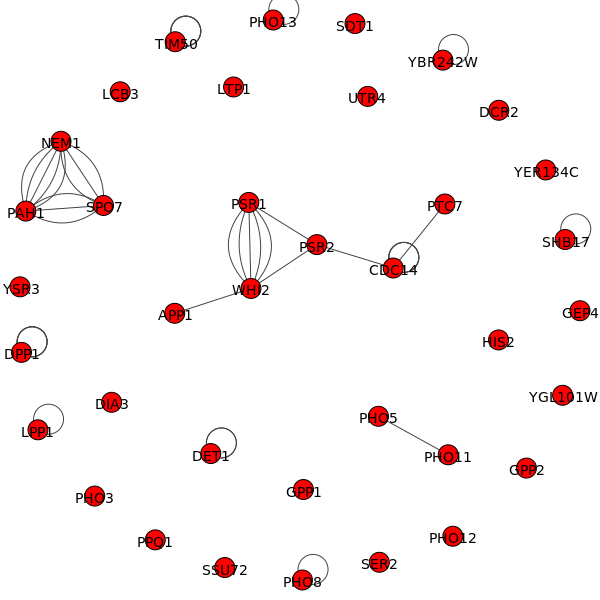 PHO13
SDT1
TIM50
YBR242W
LCB3
LTP1
UTR4
DCR2
NEM1
YER134C
PAH1
SPO7
PSR1
PTC7
PSR2
SHB17
CDC14
YSR3
WHI2
APP1
GEP4
DPP1
HIS2
DIA3
YGL101W
LPP1
PHO5
DET1
PHO11
GPP2
PHO3
GPP1
PPQ1
PHO12
SSU72
PHO8
SER2